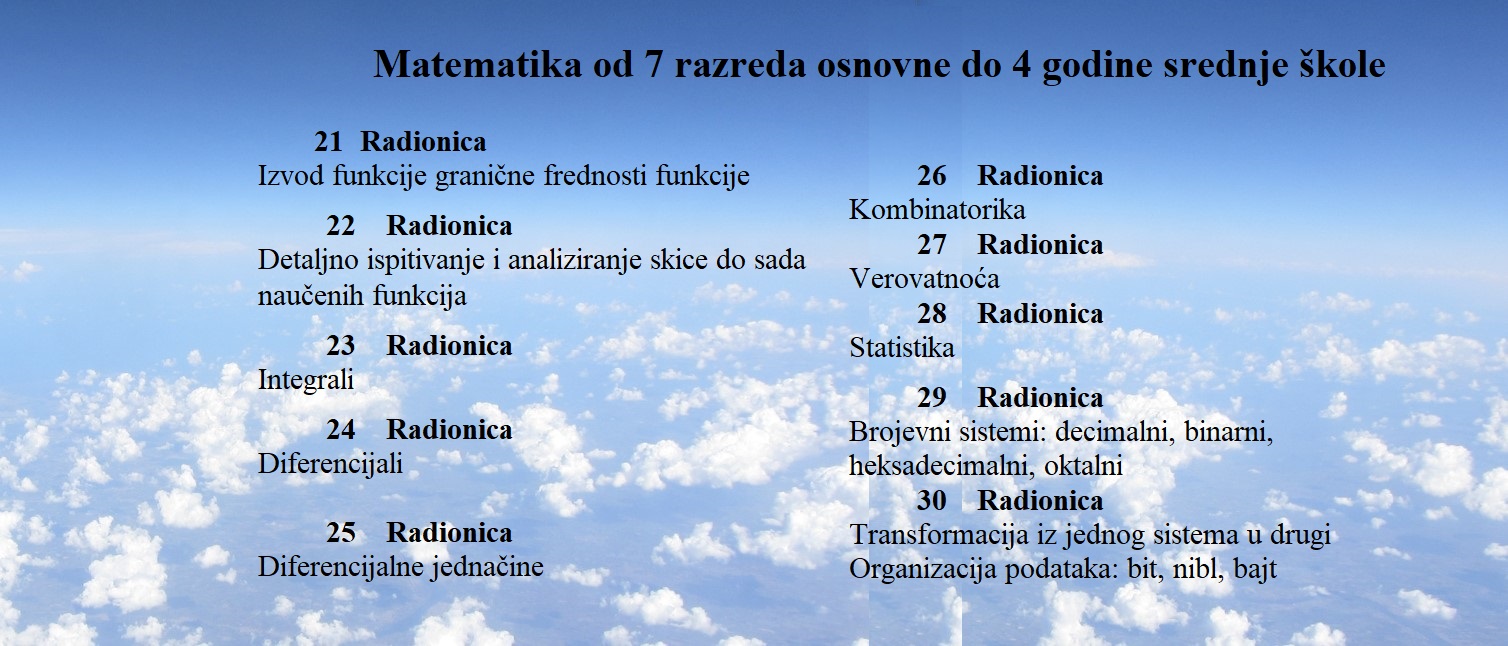 Matematika od 7 razreda osnovne do 4 godine srednje škole
21 Radionica
Izvod funkcije granične frednosti funkcije
22 Radionica
Detaljno ispitivanje i analiziranje skice do sada
naučenih funkcija
23 Radionica
Integrali
24 Radionica
Diferencijali
25 Radionica
Diferencijalne jednačine
26 Radionica
Kombinatorika
27 Radionica
Verovatnoća
28 Radionica
Statistika
29 Radionica
Brojevni sistemi: decimalni, binarni,
heksadecimalni, oktalni
30 Radionica
Transformacija iz jednog sistema u drugi
Organizacija podataka: bit, nibl, bajt